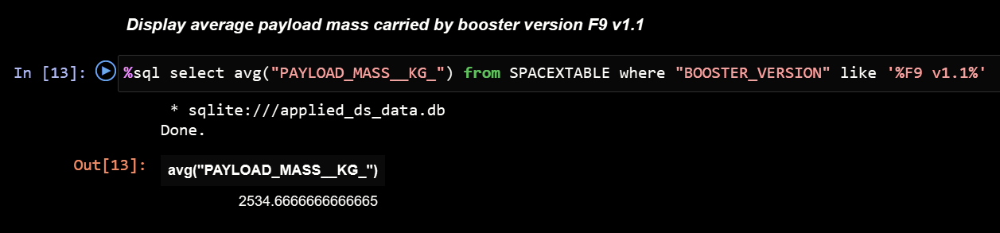 Display average payload mass carried by booster version F9 v1.1
In [13]: %sql select avg("PAYLOAD_MASS__KG_") from SPACEXTABLE where "BOOSTER_VERSION" like '%F9 v1.1%'
* sqlite:///applied_ds_data.db
Done.
Out[13]: avg("PAYLOAD_MASS__KG_")
2534.6666666666665